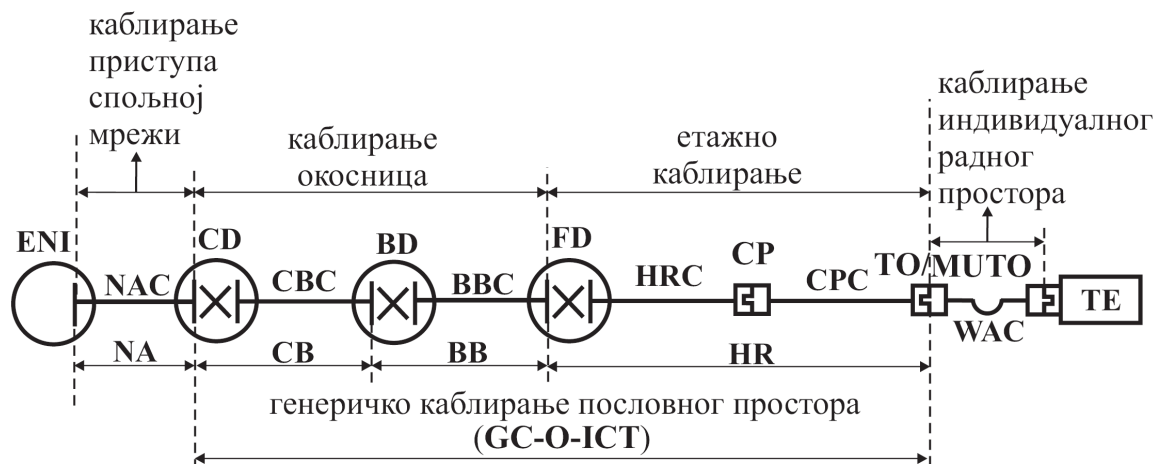 каблирање
приступа
спољној
мрежи
каблирање
окосница
етажно
каблирање
каблирање
индивидуалног
радног
простора
ENI
CD
BD
FD
CP
TO/MUTO
NAC
CBC
BBC
HRC
CPC
WAC
TE
NA
CB
BB
HR
генеричко каблирање пословног простора
(GC-O-ICT)